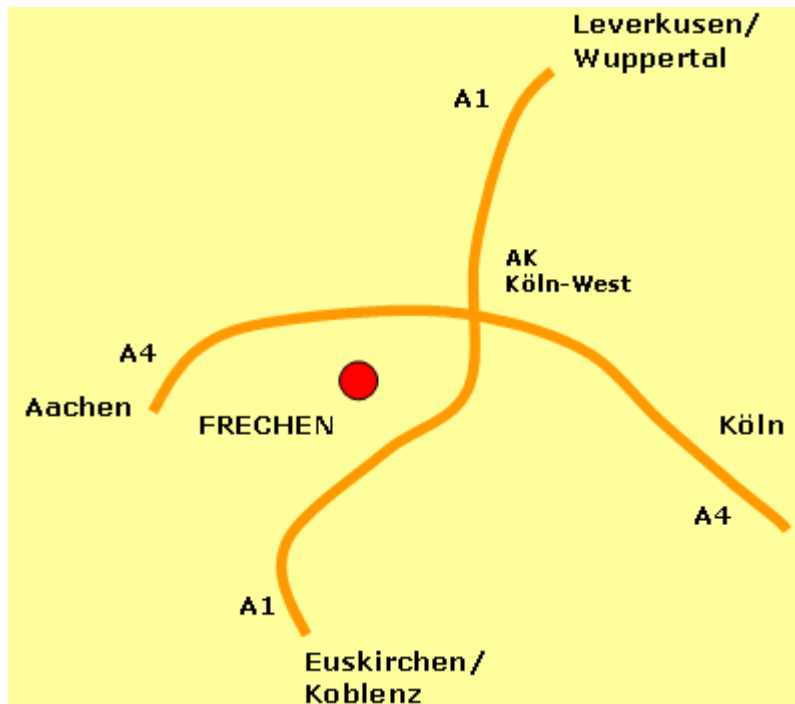 Leverkusen/
Wuppertal
A1
AK
Köln-West
A4
Aachen
FRECHEN
Köln
A4
A1
Euskirchen/
Koblenz